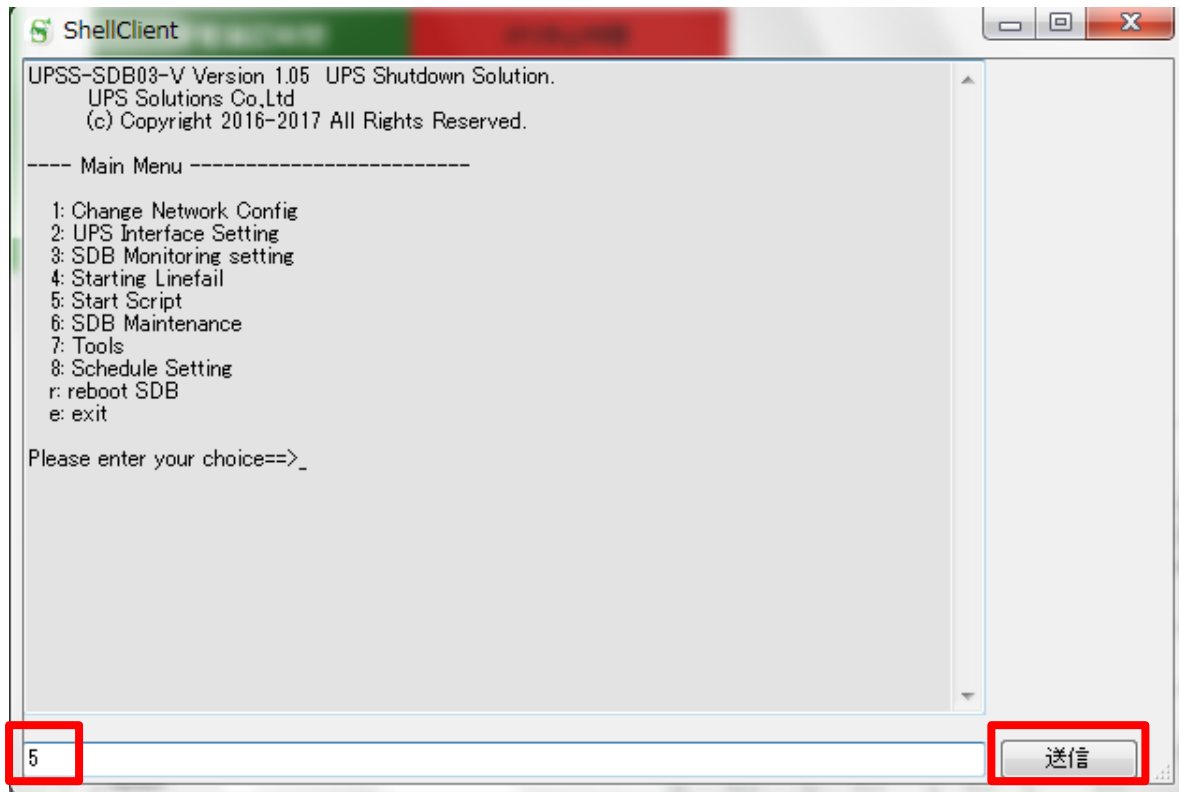 ShellClient
UPSS-SDB03-V Version 1.05 UPS Shutdown Solution.
UPS Solutions Co,Ltd
(c) Copyright 2016-2017 All Rights Reserved.
---- Main Menu -------------------------
1: Change Network Config
2: UPS Interface Setting
3: SDB Monitoring setting
4: Starting Linefail
5: Start Script
6: SDB Maintenance
7: Tools
8: Schedule Setting
r: reboot SDB
e: exit
Please enter your choice==>_
5
送信